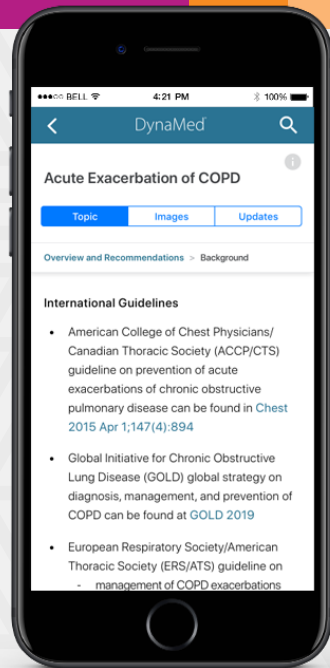 ●●●○○ BELL 4:21 PM 100%
DynaMed
Acute Exacerbation of COPD
Topic Images Updates
Overview and Recommendations > Background
International Guidelines
• American College of Chest Physicians/
Canadian Thoracic Society (ACCP/CTS)
guideline on prevention of acute
exacerbations of chronic obstructive
pulmonary disease can be found in Chest
2015 Apr 1;147(4):894
• Global Initiative for Chronic Obstructive
Lung Disease (GOLD) global strategy on
diagnosis, management, and prevention of
COPD can be found at GOLD 2019
• European Respiratory Society/American
Thoracic Society (ERS/ATS) guideline on
- management of COPD exacerbations